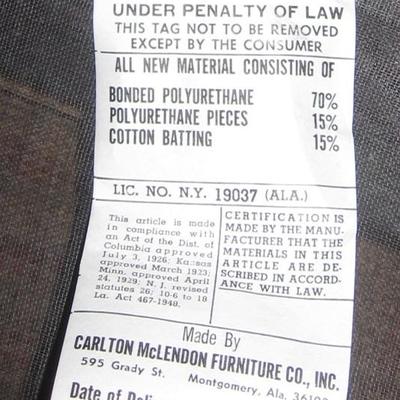 UNDER PENALTY OF LAW
THIS TAG NOT TO BE REMOVED
EXCEPT BY THE CONSUMER
ALL NEW MATERIAL CONSISTING OF
BONDED POLYURETHANE 70%
POLYURETHANE PIECES 15%
COTTON BATTING 15%
LIC. NO. N.Y. 19037 (ALA.)
This article is made
in compliance with
an Act of the Dist. of
Columbia approved
July 3, 1926; Kansas
approved March 1923;
Minn. approved April
24, 1929; N. J. revised
statutes 26; 10-6 to 18
La. Act 467-1948.
CERTIFICATION IS
MADE BY THE MANU-
FACTURER THAT THE
MATERIALS IN THIS
ARTICLE ARE DE-
SCRIBED IN ACCORD-
ANCE WITH LAW.
Made By
CARLTON McLENDON FURNITURE CO., INC.
595 Grady St. Montgomery, Ala.
Date of